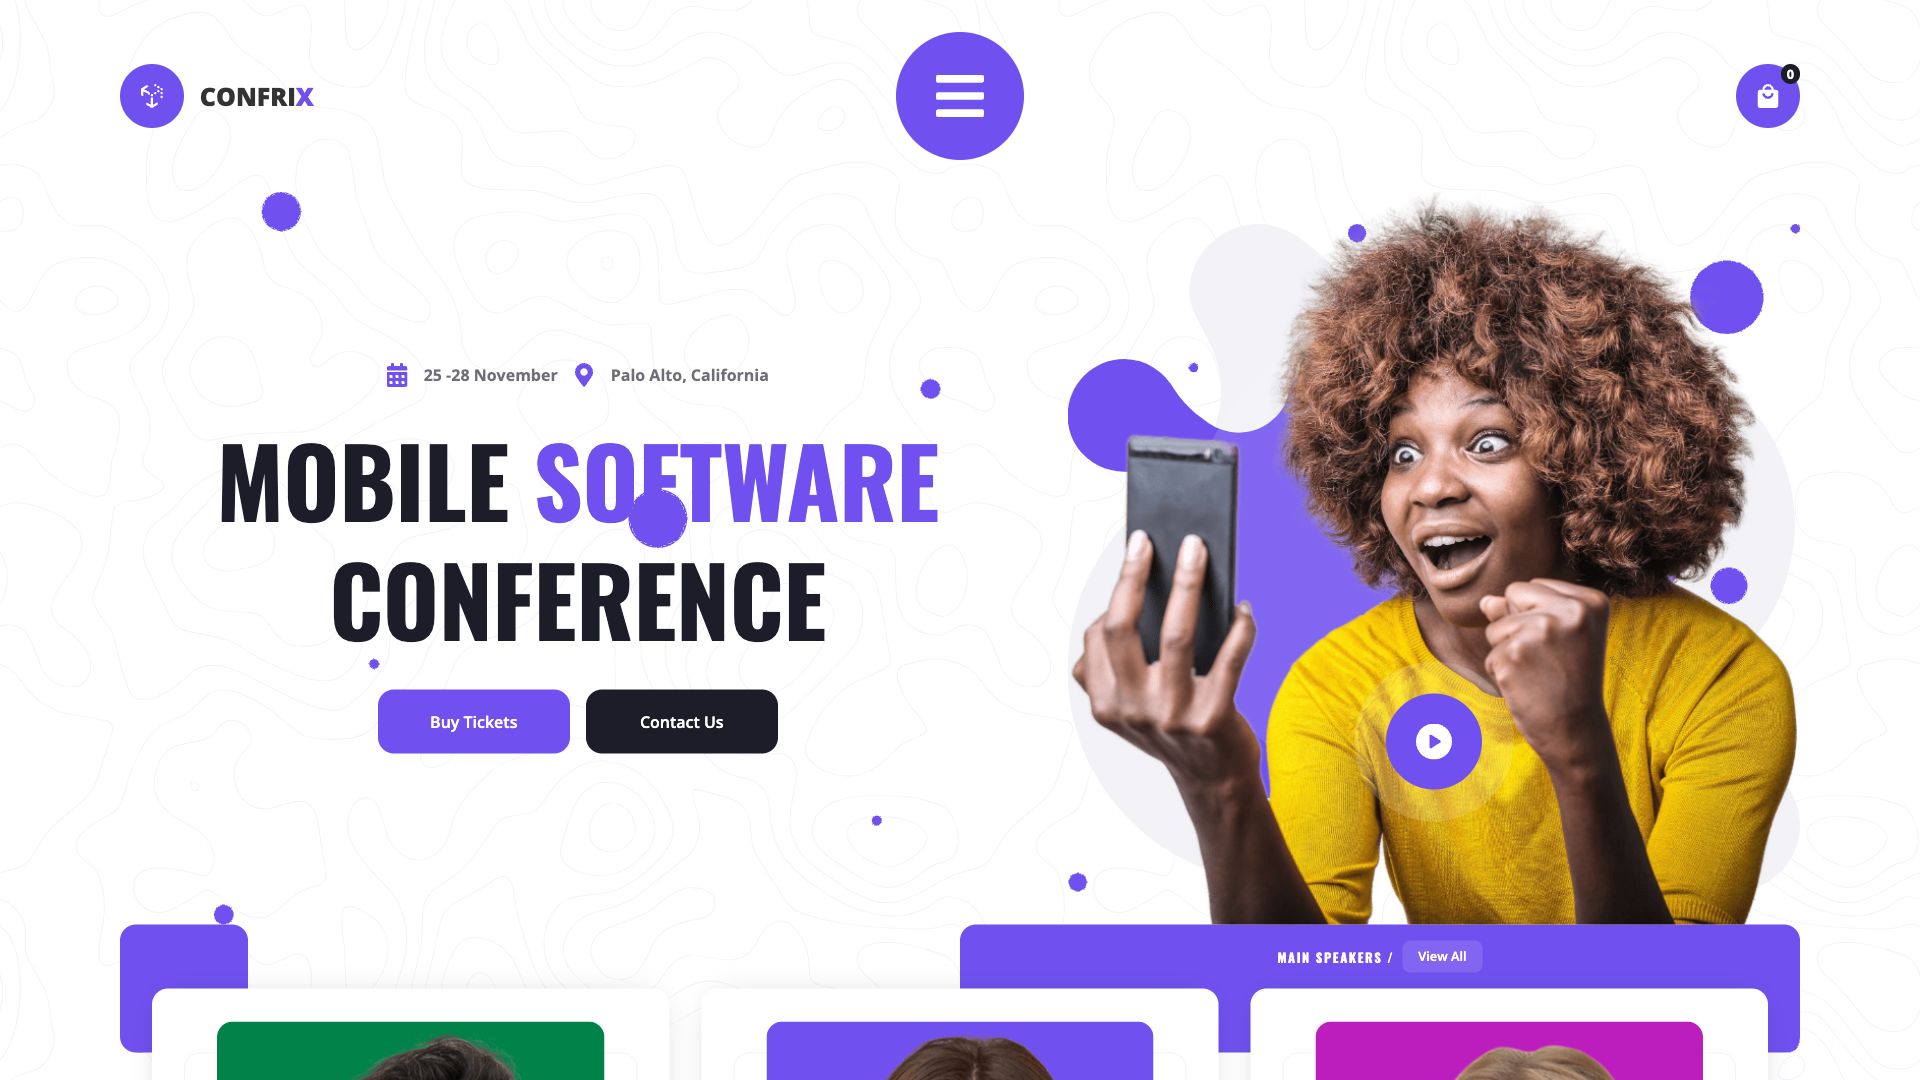 CONFRIX
0
25 -28 November Palo Alto, California
MOBILE SOFTWARE
CONFERENCE
Buy Tickets Contact Us
MAIN SPEAKERS / View All